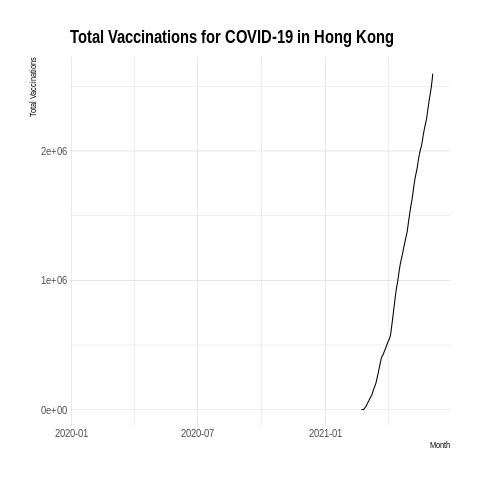 Total Vaccinations for COVID-19 in Hong Kong
Total Vaccinations
2e+06
1e+06
0e+00
2020-01
2020-07
2021-01
Month